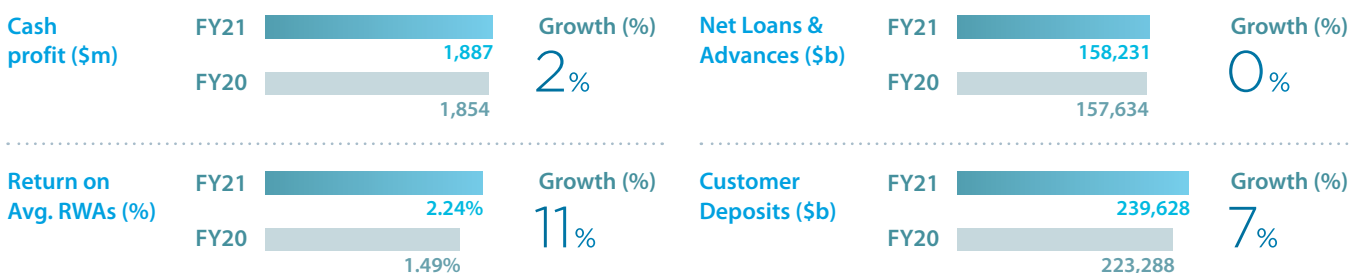 Cash
profit ($m)
FY21
1,887
FY20
1,854
Growth (%)
2%
Net Loans &
Advances ($b)
FY21
158,231
FY20
157,634
Growth (%)
0%
Return on
Avg. RWAs (%)
FY21
2.24%
FY20
1.49%
Growth (%)
11%
Customer
Deposits ($b)
FY21
239,628
FY20
223,288
Growth (%)
7%